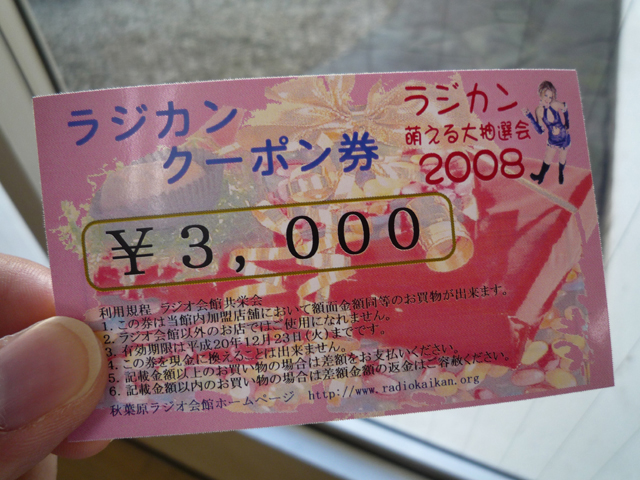 ラジカン
クーポン券
ラジカン
萌える大抽選会
2008
¥3,000
利用規程 ラジオ会館共栄会
1. この券は当館内加盟店舗において額面金額同等のお買物が出来ます。
2. ラジオ会館以外のお店ではご使用になれません。
3. 有効期限は平成20年12月23日(火)までです。
4. この券を現金に換えることは出来ません。
5. 記載金額以上のお買い物の場合は差額をお支払いください。
6. 記載金額以内のお買い物の場合は差額金額の返金はご容赦ください。
秋葉原ラジオ会館ホームページ http://www.radiokaikan.org